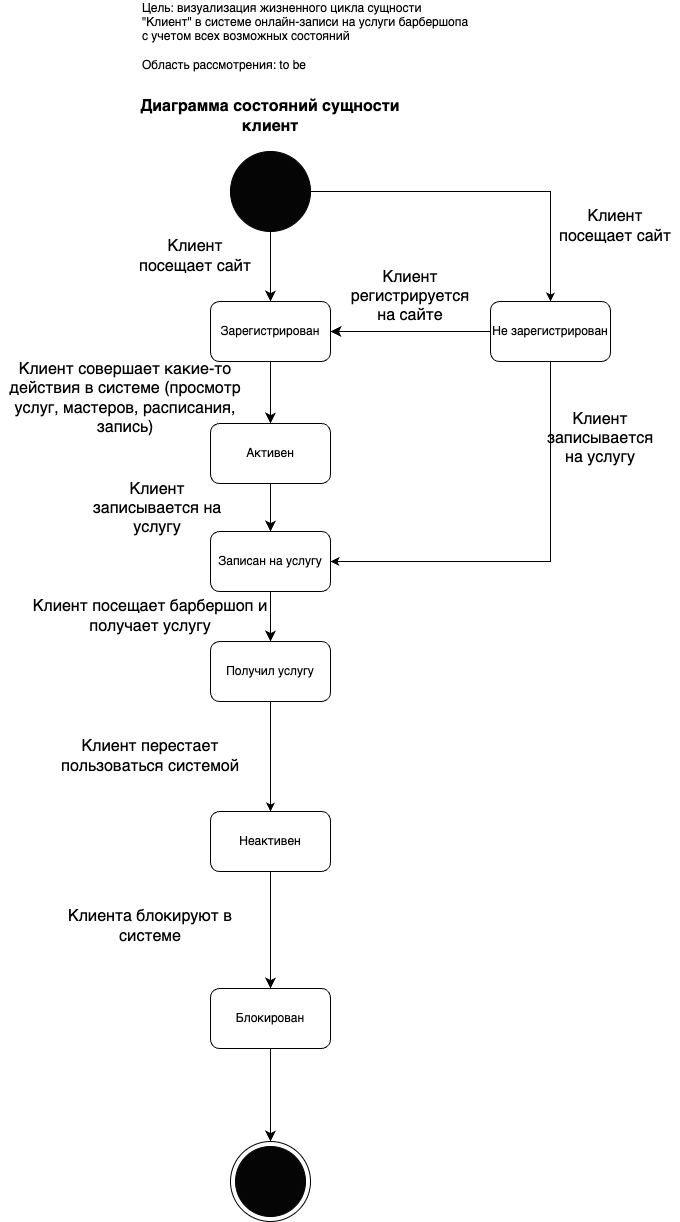 Цель: визуализация жизненного цикла сущности
"Клиент" в системе онлайн-записи на услуги барбершопа
с учетом всех возможных состояний
Область рассмотрения: to be
Диаграмма состояний сущности
клиент
Клиент
посещает сайт
Клиент
посещает сайт
Клиент
регистрируется
на сайте
Зарегистрирован
Не зарегистрирован
Клиент совершает какие-то
действия в системе (просмотр
услуг, мастеров, расписания,
запись)
Клиент
записывается
на услугу
Активен
Клиент
записывается на
услугу
Записан на услугу
Клиент посещает барбершоп и
получает услугу
Получил услугу
Клиент перестает
пользоваться системой
Неактивен
Клиента блокируют в
системе
Блокирован